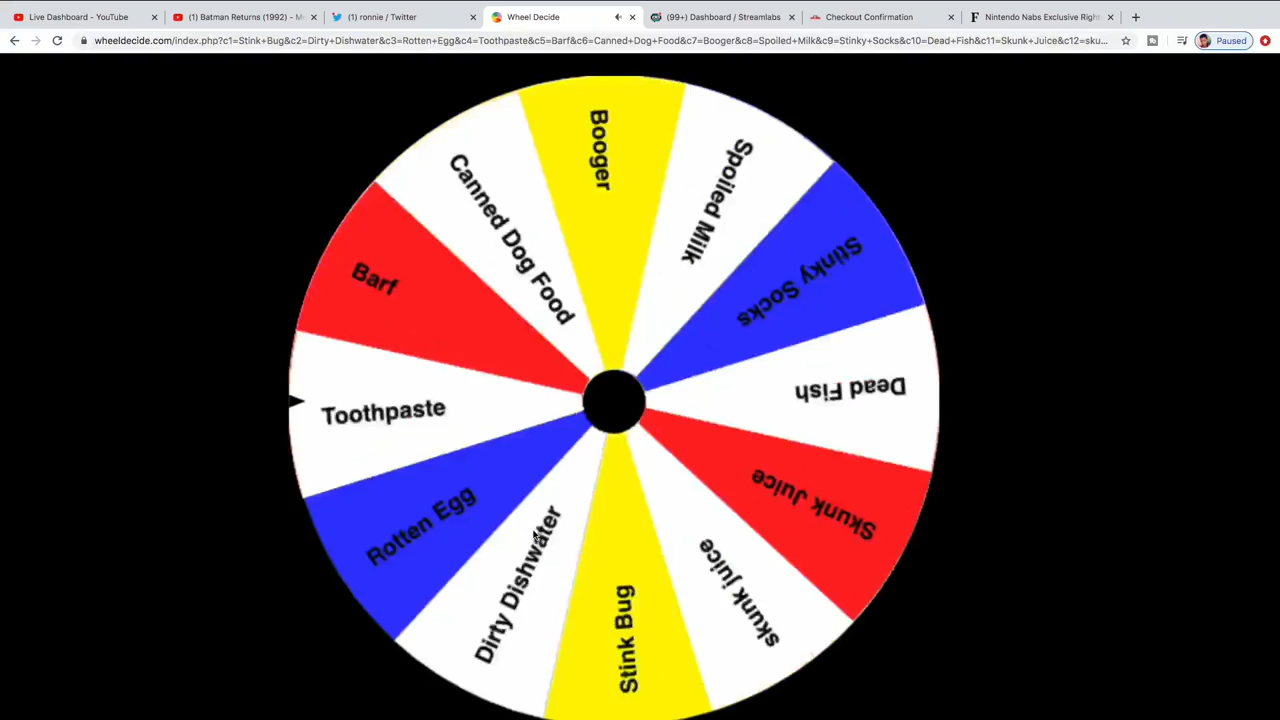 Live Dashboard - YouTube
(1) Batman Returns (1992) - M
(1) ronnie / Twitter
Wheel Decide
(99+) Dashboard / Streamlabs
Checkout Confirmation
Nintendo Nabs Exclusive Righ
wheeldecide.com/index.php?c1=Stink+Bug&c2=Dirty+Dishwater&c3=Rotten+Egg&c4=Toothpaste&c5=Barf&c6=Canned+Dog+Food&c7=Booger&c8=Spoiled+Milk&c9=Stinky+Socks&c10=Dead+Fish&c11=Skunk+Juice&c12=sku...
Paused
Booger
Spoiled Milk
Stinky Socks
Dead Fish
Skunk Juice
skunk juice
Stink Bug
Dirty Dishwater
Rotten Egg
Toothpaste
Barf
Canned Dog Food